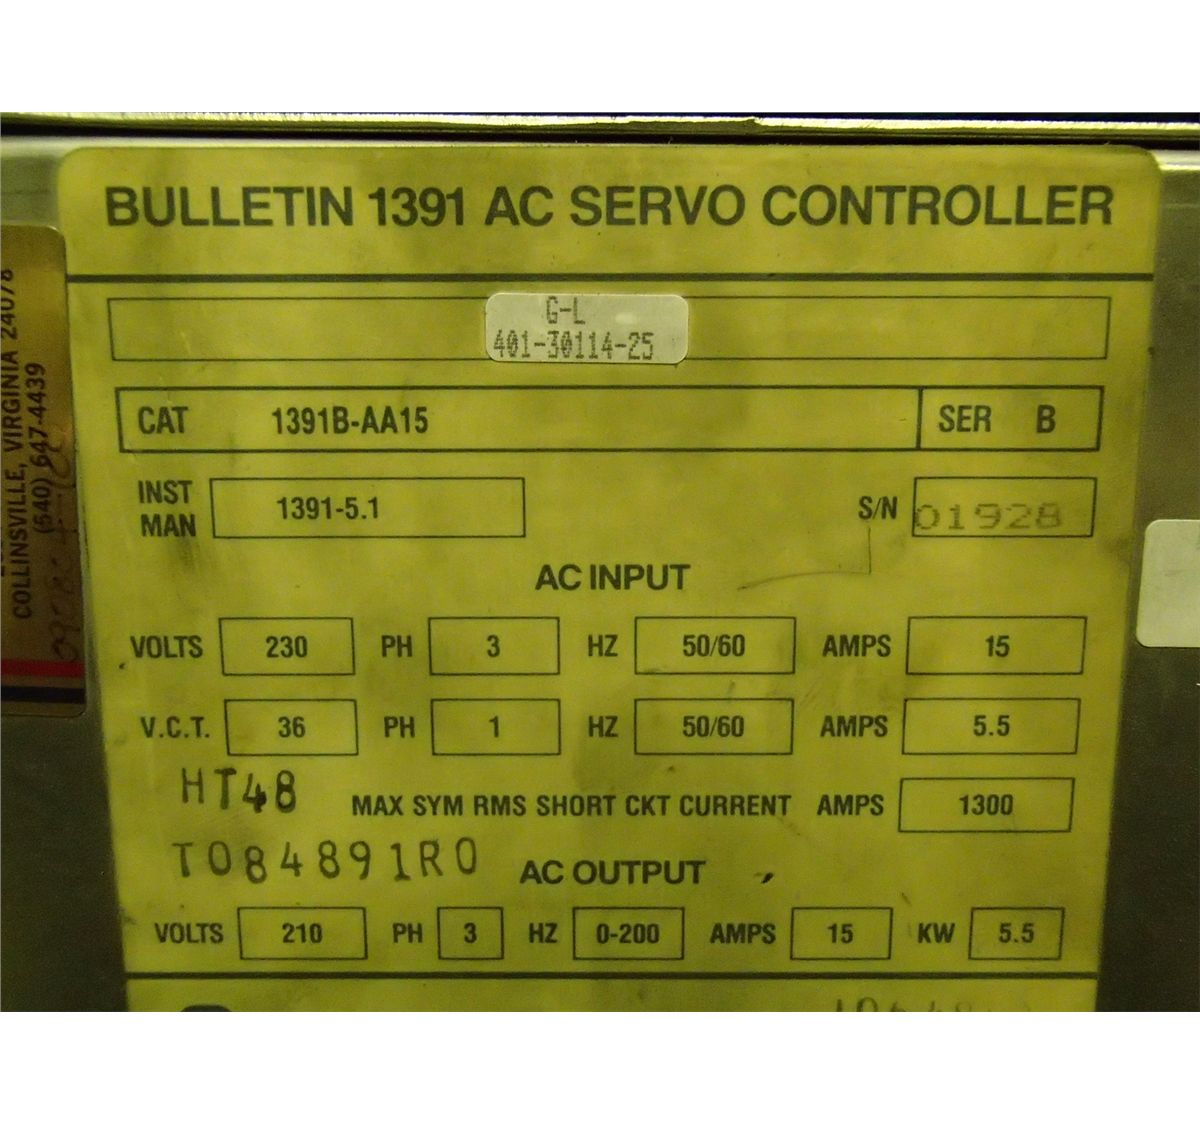 BULLETIN 1391 AC SERVO CONTROLLER
G-L
401-30114-25
CAT 1391B-AA15 SER B
INST MAN 1391-5.1 S/N 01928
AC INPUT
VOLTS 230 PH 3 HZ 50/60 AMPS 15
V.C.T. 36 PH 1 HZ 50/60 AMPS 5.5
HT48
MAX SYM RMS SHORT CKT CURRENT AMPS 1300
T084891R0
AC OUTPUT
VOLTS 210 PH 3 HZ 0-200 AMPS 15 KW 5.5
COLLINSVILLE, VIRGINIA 24078
(540) 647-4439